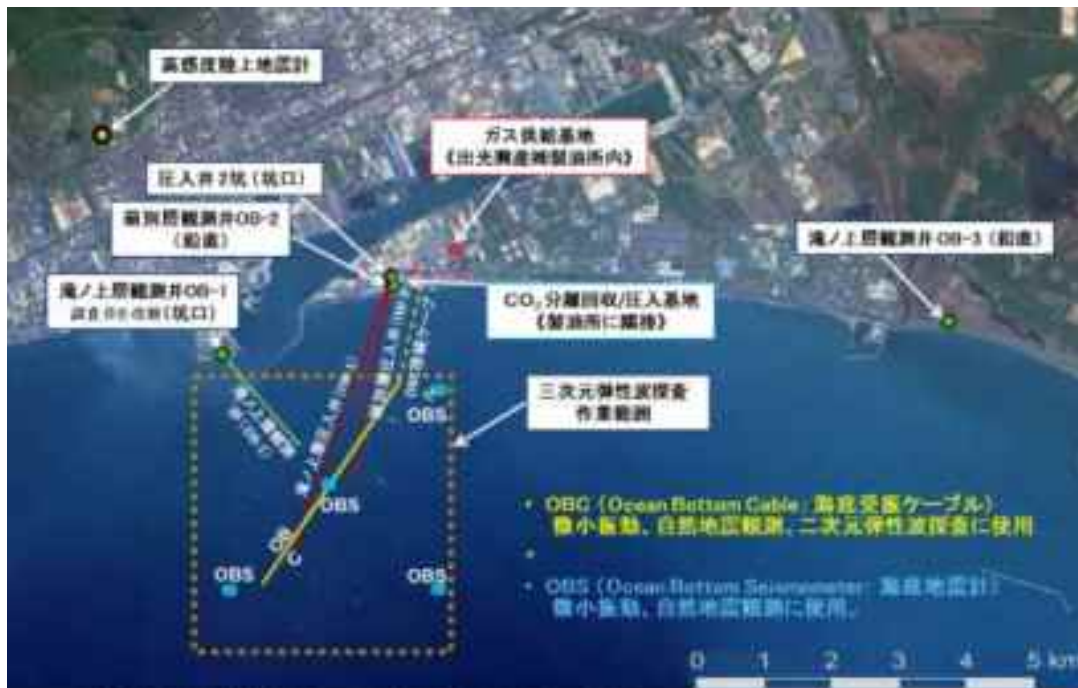 高感度陸上地震計
ガス供給基地
《出光興産㈱製油所内》
圧入井2坑(坑口)
萌別層観測井OB-2
(鉛直)
滝ノ上層観測井OB-3(鉛直)
滝ノ上層観測井OB-1
(坑口)
CO₂分離回収/圧入基地
《製油所に隣接》
三次元弾性波探査
作業範囲
OBS
OBS
OBC
OBS
OBS
• OBC (Ocean Bottom Cable: 海底受振ケーブル)
微小振動、自然地震観測、二次元弾性波探査に使用
•
• OBS (Ocean Bottom Seismometer: 海底地震計)
微小振動、自然地震観測に使用。
0 1 2 3 4 5 km